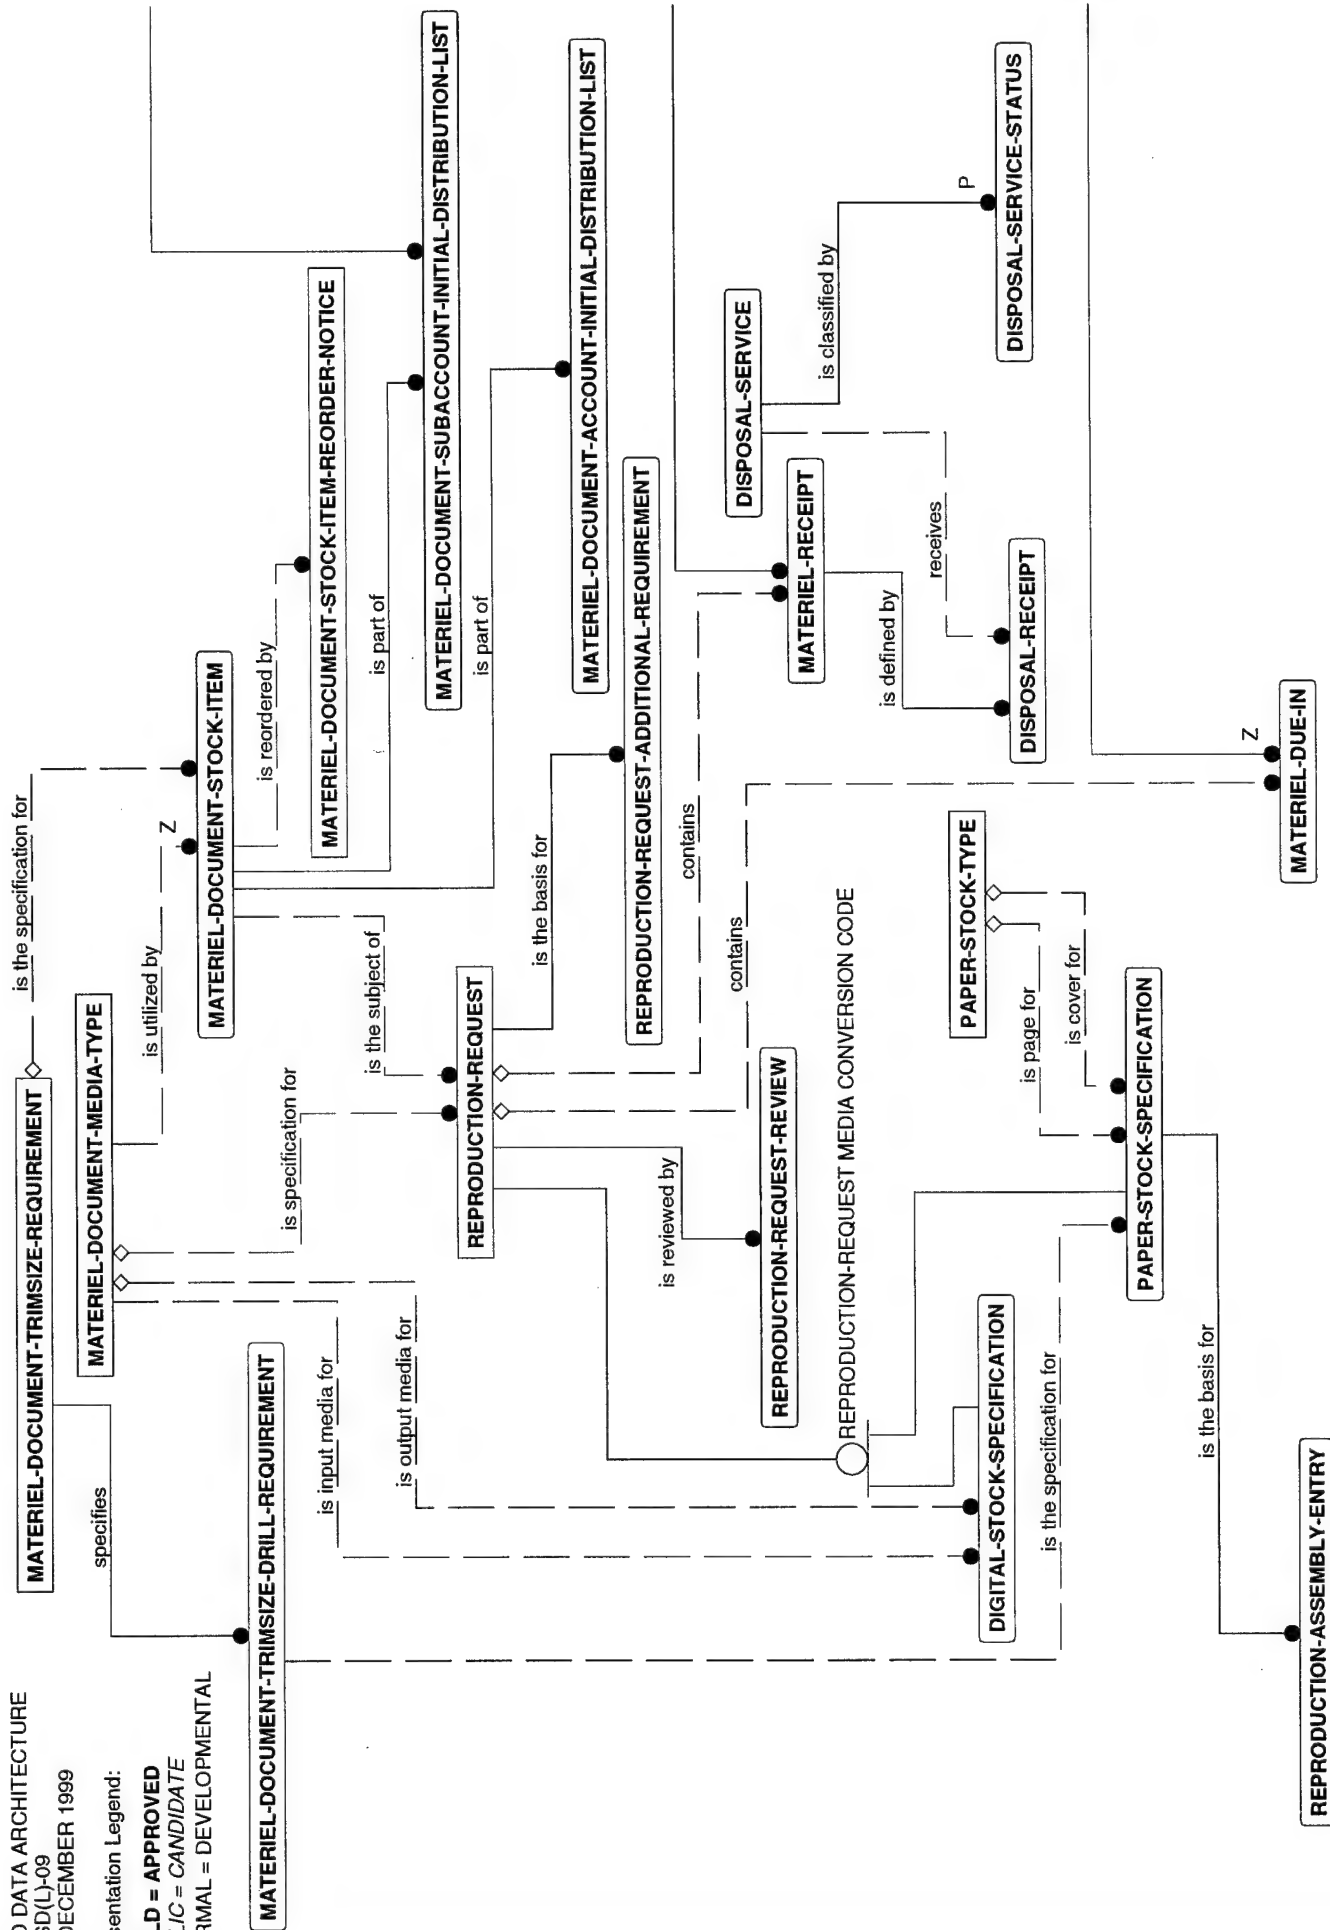 D DATA ARCHITECTURE
SD(L)-09
DECEMBER 1999
sentation Legend:
LD = APPROVED
LIC = CANDIDATE
RMAL = DEVELOPMENTAL
MATERIEL-DOCUMENT-TRIMSIZE-REQUIREMENT
is the specification for
specifies
MATERIEL-DOCUMENT-MEDIA-TYPE
is utilized by
Z
MATERIEL-DOCUMENT-STOCK-ITEM
MATERIEL-DOCUMENT-TRIMSIZE-DRILL-REQUIREMENT
is reordered by
is specification for
MATERIEL-DOCUMENT-STOCK-ITEM-REORDER-NOTICE
is input media for
is the subject of
is part of
is output media for
MATERIEL-DOCUMENT-SUBACCOUNT-INITIAL-DISTRIBUTION-LIST
REPRODUCTION-REQUEST
is part of
is the basis for
MATERIEL-DOCUMENT-ACCOUNT-INITIAL-DISTRIBUTION-LIST
REPRODUCTION-REQUEST-ADDITIONAL-REQUIREMENT
is reviewed by
contains
contains
DISPOSAL-SERVICE
REPRODUCTION-REQUEST-REVIEW
MATERIEL-RECEIPT
is classified by
REPRODUCTION-REQUEST MEDIA CONVERSION CODE
is defined by
receives
P
PAPER-STOCK-TYPE
DIGITAL-STOCK-SPECIFICATION
DISPOSAL-RECEIPT
DISPOSAL-SERVICE-STATUS
is page for
is the specification for
is cover for
PAPER-STOCK-SPECIFICATION
is the basis for
Z
MATERIEL-DUE-IN
REPRODUCTION-ASSEMBLY-ENTRY